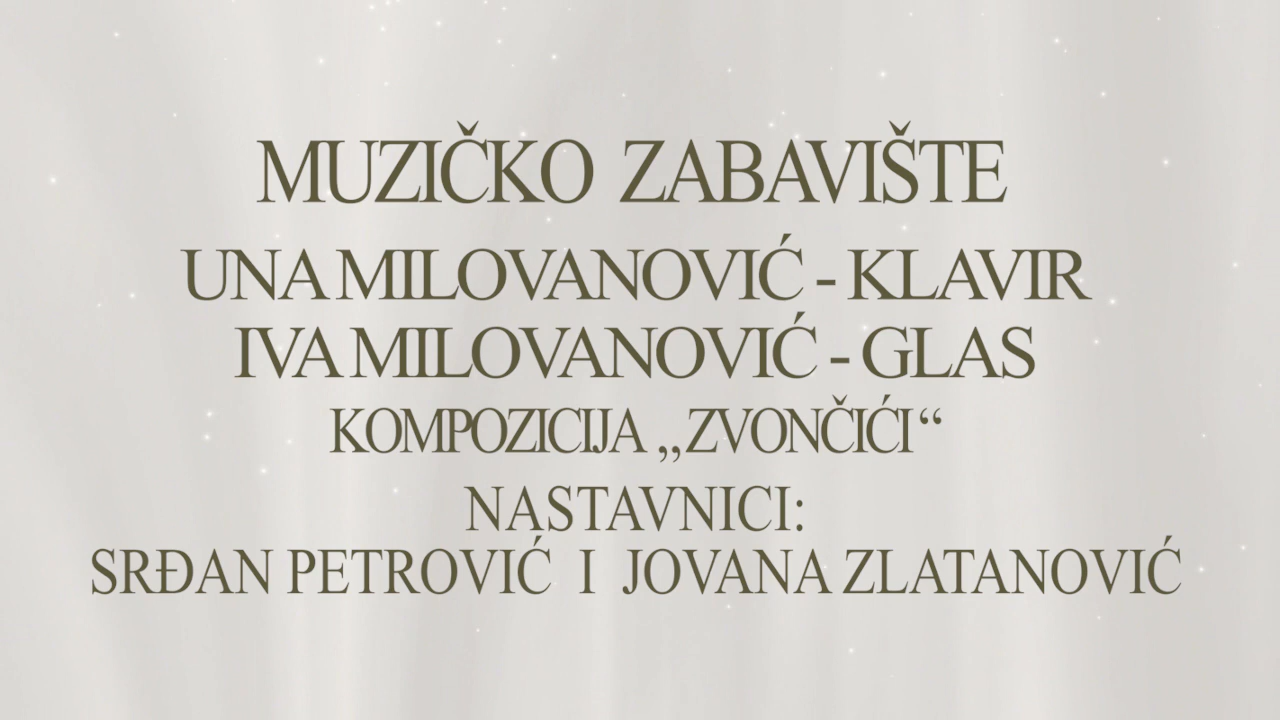 MUZIČKO ZABAVIŠTE
UNA MILOVANOVIĆ - KLAVIR
IVA MILOVANOVIĆ - GLAS
KOMPOZICIJA „ZVONČIĆI“
NASTAVNICI:
SRĐAN PETROVIĆ I JOVANA ZLATANOVIĆ